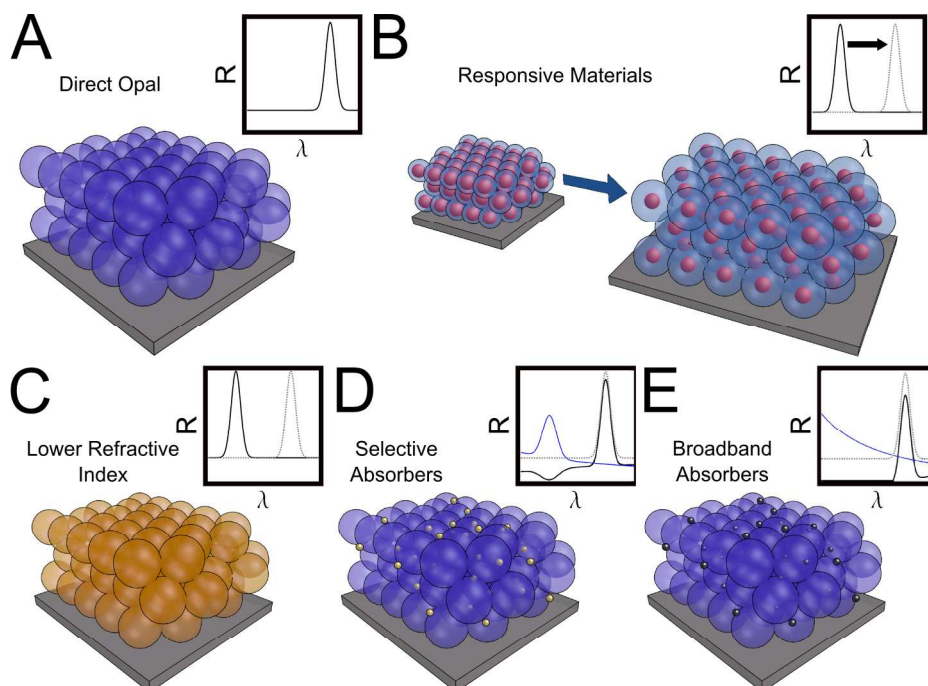 A
Direct Opal
R
λ
B
Responsive Materials
R
λ
C
Lower Refractive
Index
R
λ
D
Selective
Absorbers
R
λ
E
Broadband
Absorbers
R
λ